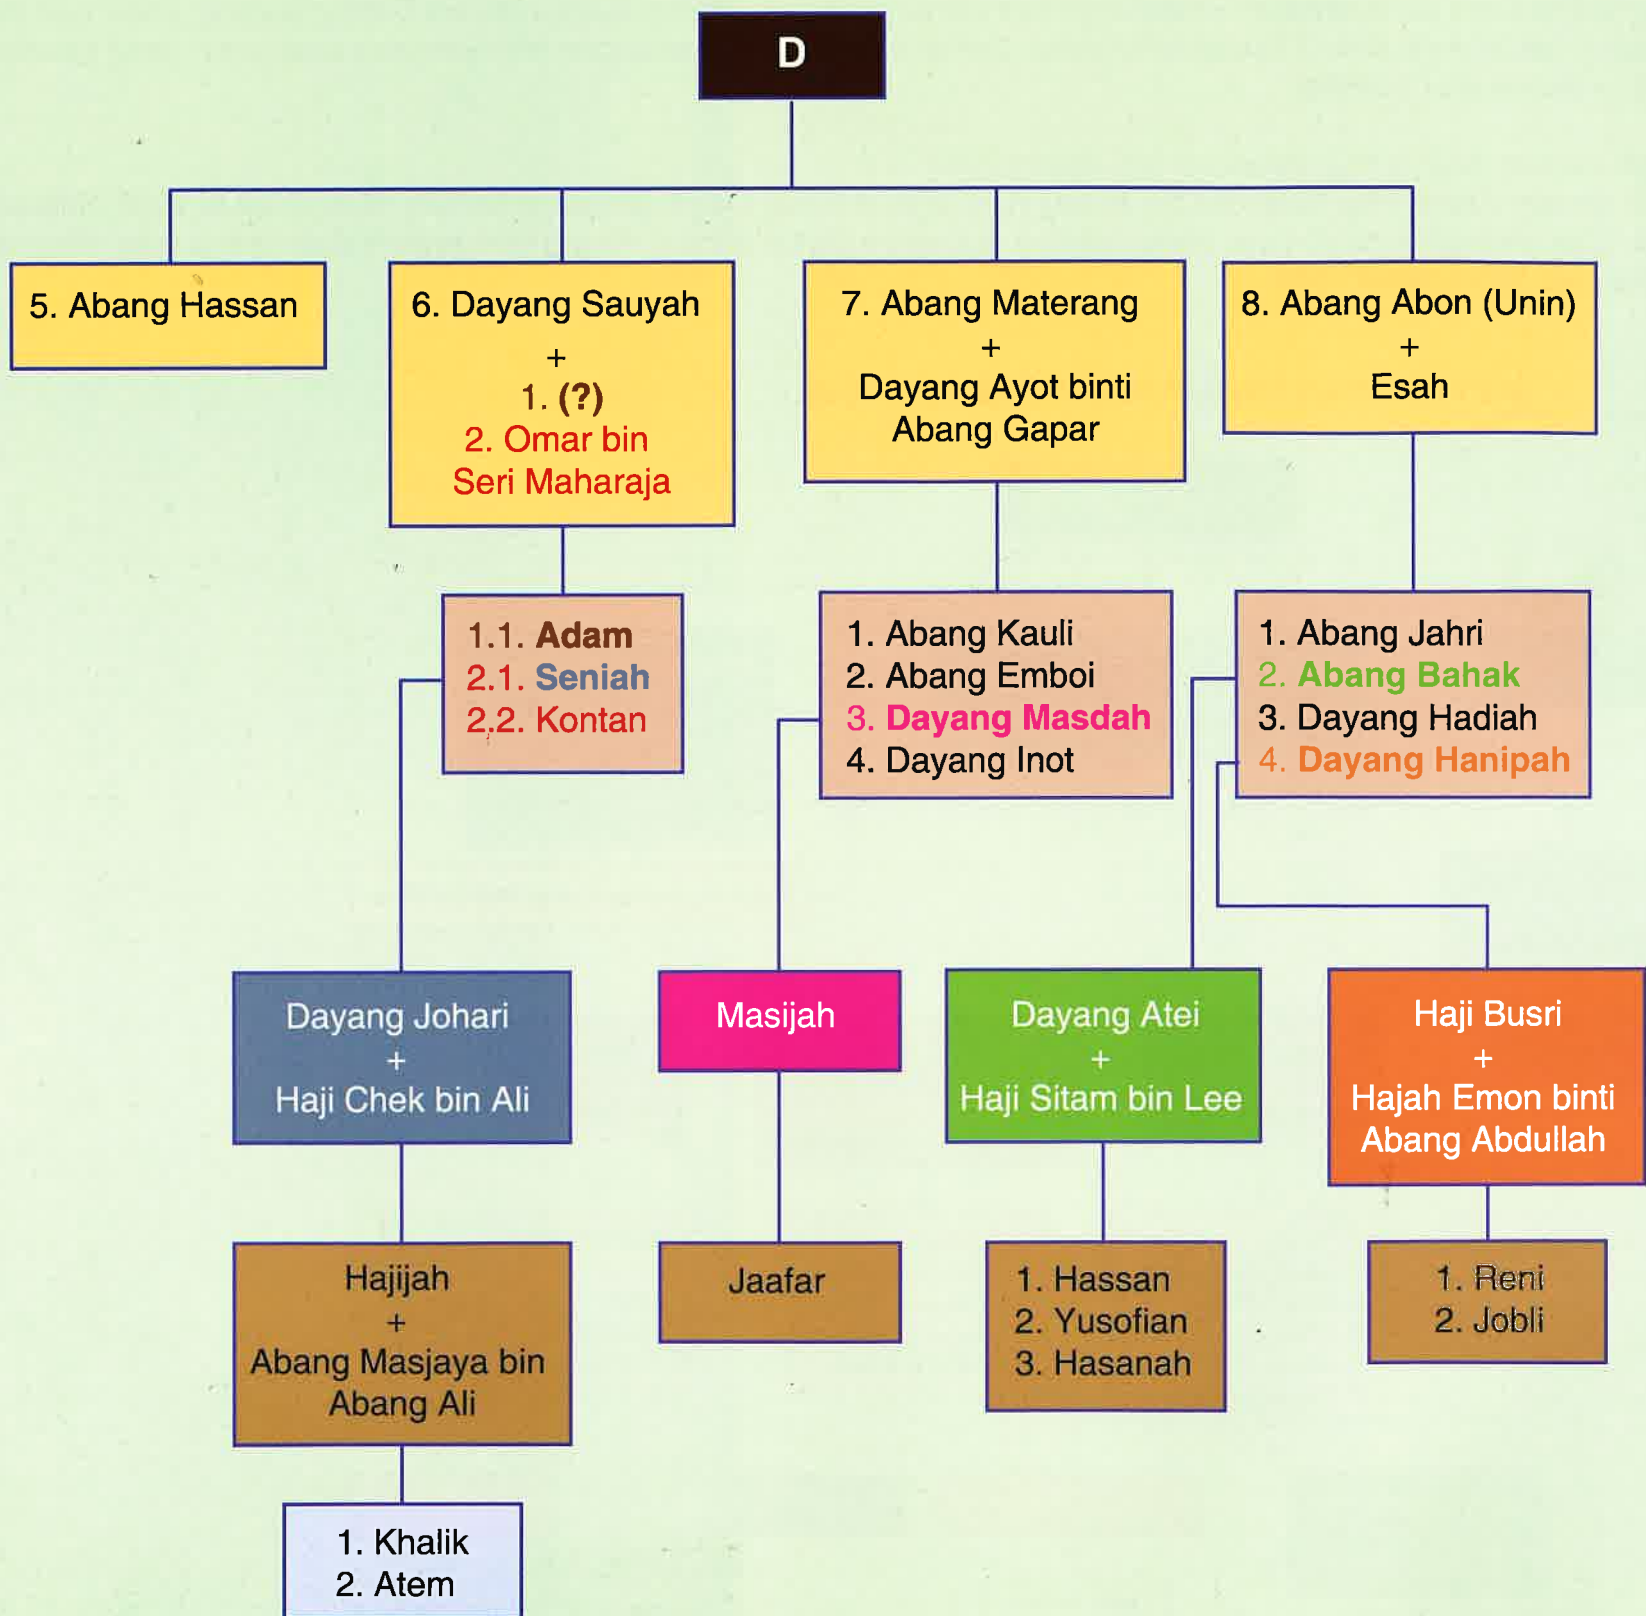 D
5. Abang Hassan
6. Dayang Sauyah
+
1. (?)
2. Omar bin
Seri Maharaja
7. Abang Materang
+
Dayang Ayot binti
Abang Gapar
8. Abang Abon (Unin)
+
Esah
1.1. Adam
2.1. Seniah
2.2. Kontan
1. Abang Kauli
2. Abang Emboi
3. Dayang Masdah
4. Dayang Inot
1. Abang Jahri
2. Abang Bahak
3. Dayang Hadiah
4. Dayang Hanipah
Dayang Johari
+
Haji Chek bin Ali
Masijah
Dayang Atei
+
Haji Sitam bin Lee
Haji Busri
+
Hajah Emon binti
Abang Abdullah
Hajijah
+
Abang Masjaya bin
Abang Ali
Jaafar
1. Hassan
2. Yusofian
3. Hasanah
1. Reni
2. Jobli
1. Khalik
2. Atem